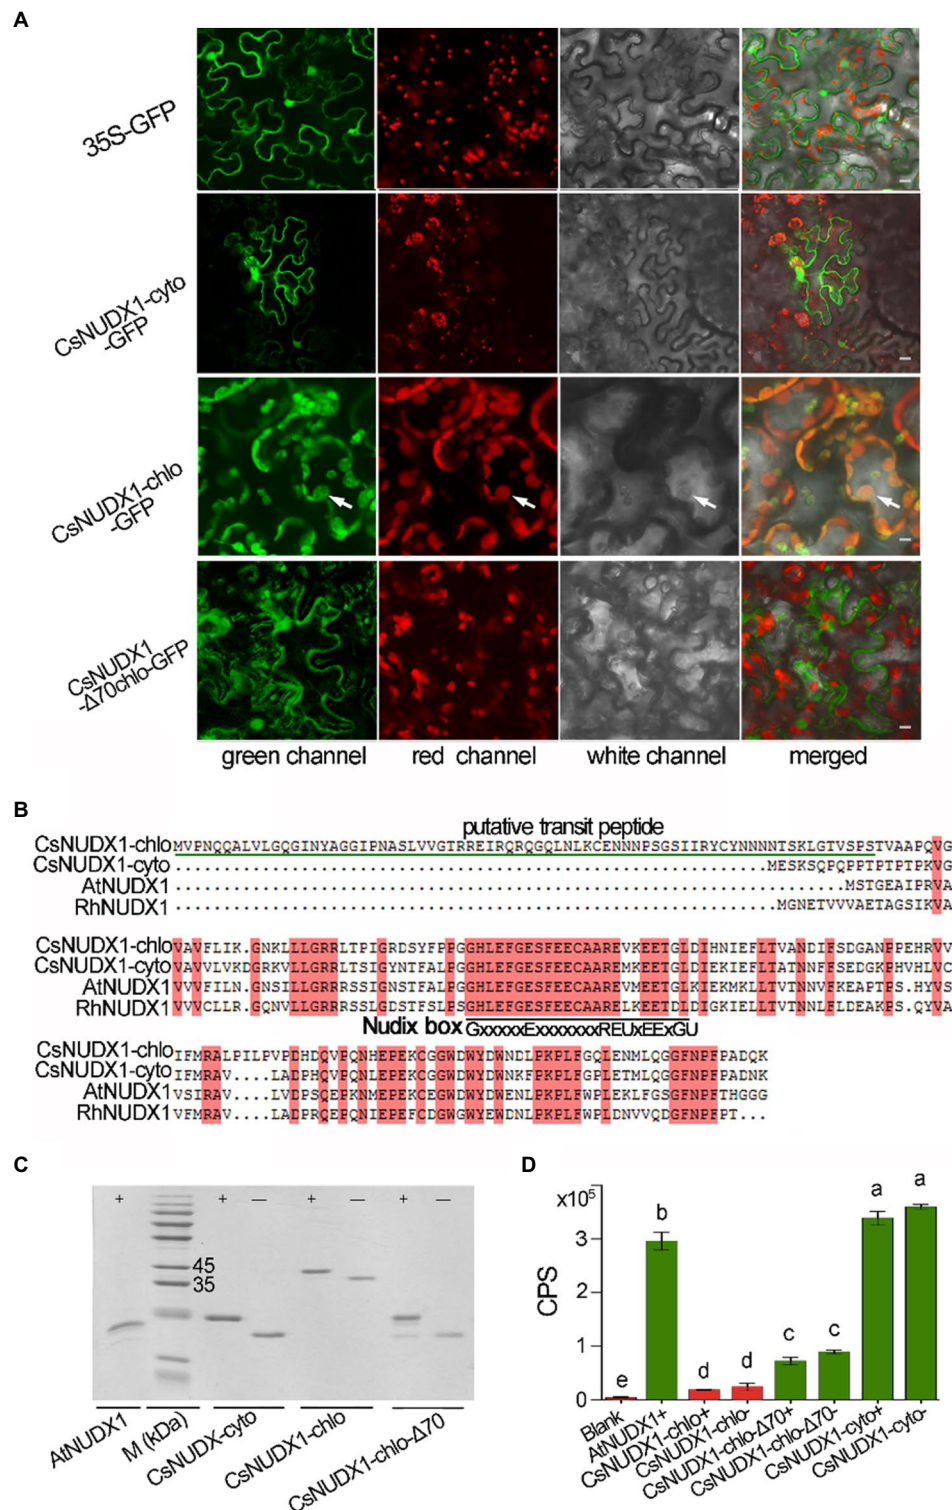 A
35S-GFP
CsNUDX1-cyto
-GFP
CsNUDX1-chlo
-GFP
CsNUDX1
-Δ70chlo-GFP
green channel red channel white channel merged
B
putative transit peptide
CsNUDX1-chlo MVPNQQALVLGQGINYAGGIPNASLVVGTRREIRQRQGQLNLKCENNNPSGSIIRYCYNNNNTSKLGTVSPSTVAAPQVG
CsNUDX1-cyto MESKSQPQPPTPTPTPKVG
AtNUDX1 MSTGEAIPRVA
RhNUDX1 MGNETVVVAETAGSIKVA
CsNUDX1-chlo VAVFLIK.GNKILLGRRLTPIGRDSYFPPGGHLEFGESFEECAAREVKEETGLDIHNIEFLTVANDIFSDGANPPEHRVV
CsNUDX1-cyto VAVVLVKDGRKVLLGRRLTSIGYNTFALPGGHLEFGESFEECAAREMKEETGLDIEKIEFLTATNNFFSEDGKPHVHLVC
AtNUDX1 VVVFILN.GNSILLGRRRSSIGNSTFALPGGHLEFGESFEECAAREVMEETGLKIEKMKLLTVTNNVFKEAPTPS.HYVS
RhNUDX1 VVVCLLR.GQNVLLGRRRSSLGDSTFSLPSGHLEFGESFEECAARELKEETDLDIGKIELLTVTNNLFLDEAKPS.QYVA
Nudix box GxxxxxExxxxxxxREUxEExGU
CsNUDX1-chlo IFMRALPILPVPDHDQVPQNHEPEKCGGWDWYDWNDLPKPLFGQLENMLQGGFNPFPADQK
CsNUDX1-cyto IFMRAV....LADPHQVPQNLEPEKCGGWDWYDWNKFPKPLFGPLETMLQGGFNPFPADNK
AtNUDX1 VSIRAV....LVDPSQEPKNMEPEKCEGWDWYDWENLPKPLFWPLEKLFGSGFNPFTHGGG
RhNUDX1 VFMRAV....LADPRQEPQNIEPEFCDGWGWYEWDNLPKPLFWPLDNVVQDGFNPFPT...
C
+ + — + — + —
45
35
AtNUDX1
M (kDa)
CsNUDX-cyto
CsNUDX1-chlo
CsNUDX1-chlo-Δ70
D
x10⁵
CPS
3
2
1
0
e b d d c c a a
Blank
AtNUDX1+
CsNUDX1-chlo+
CsNUDX1-chlo-
CsNUDX1-chlo-Δ70+
CsNUDX1-chlo-Δ70-
CsNUDX1-cyto+
CsNUDX1-cyto-